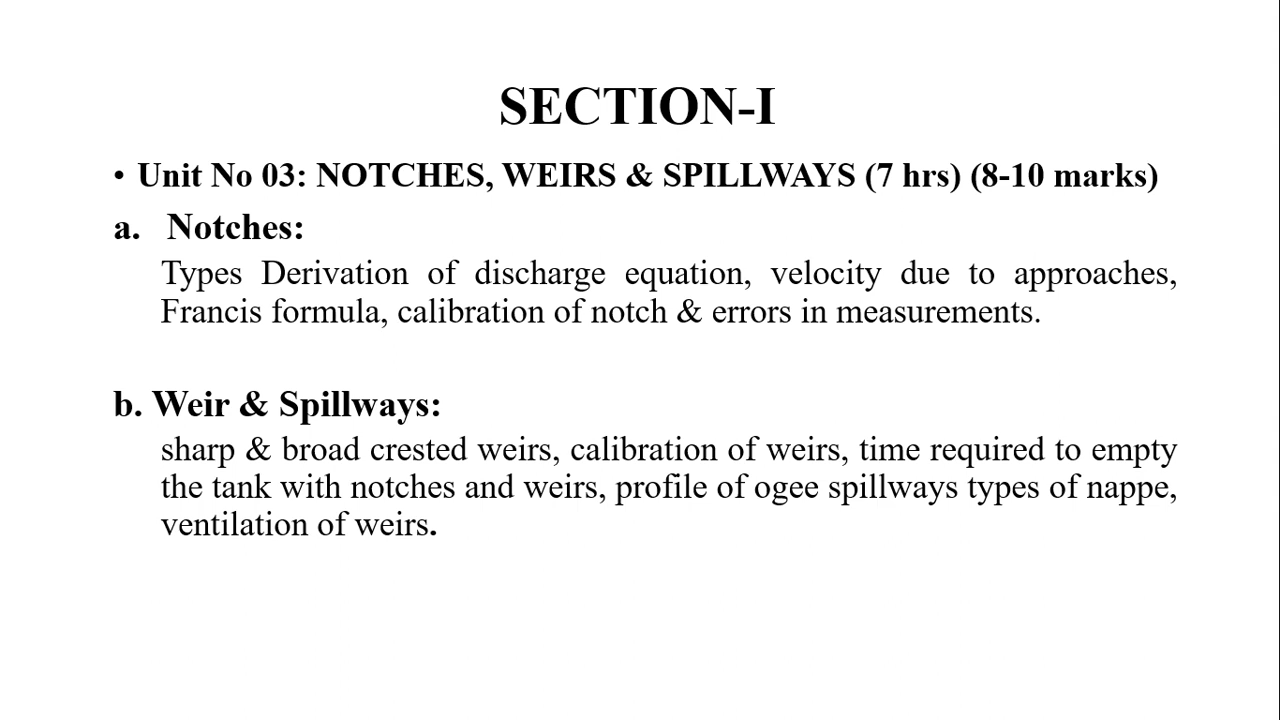 SECTION-I
• Unit No 03: NOTCHES, WEIRS & SPILLWAYS (7 hrs) (8-10 marks)
a. Notches:
Types Derivation of discharge equation, velocity due to approaches,
Francis formula, calibration of notch & errors in measurements.
b. Weir & Spillways:
sharp & broad crested weirs, calibration of weirs, time required to empty
the tank with notches and weirs, profile of ogee spillways types of nappe,
ventilation of weirs.